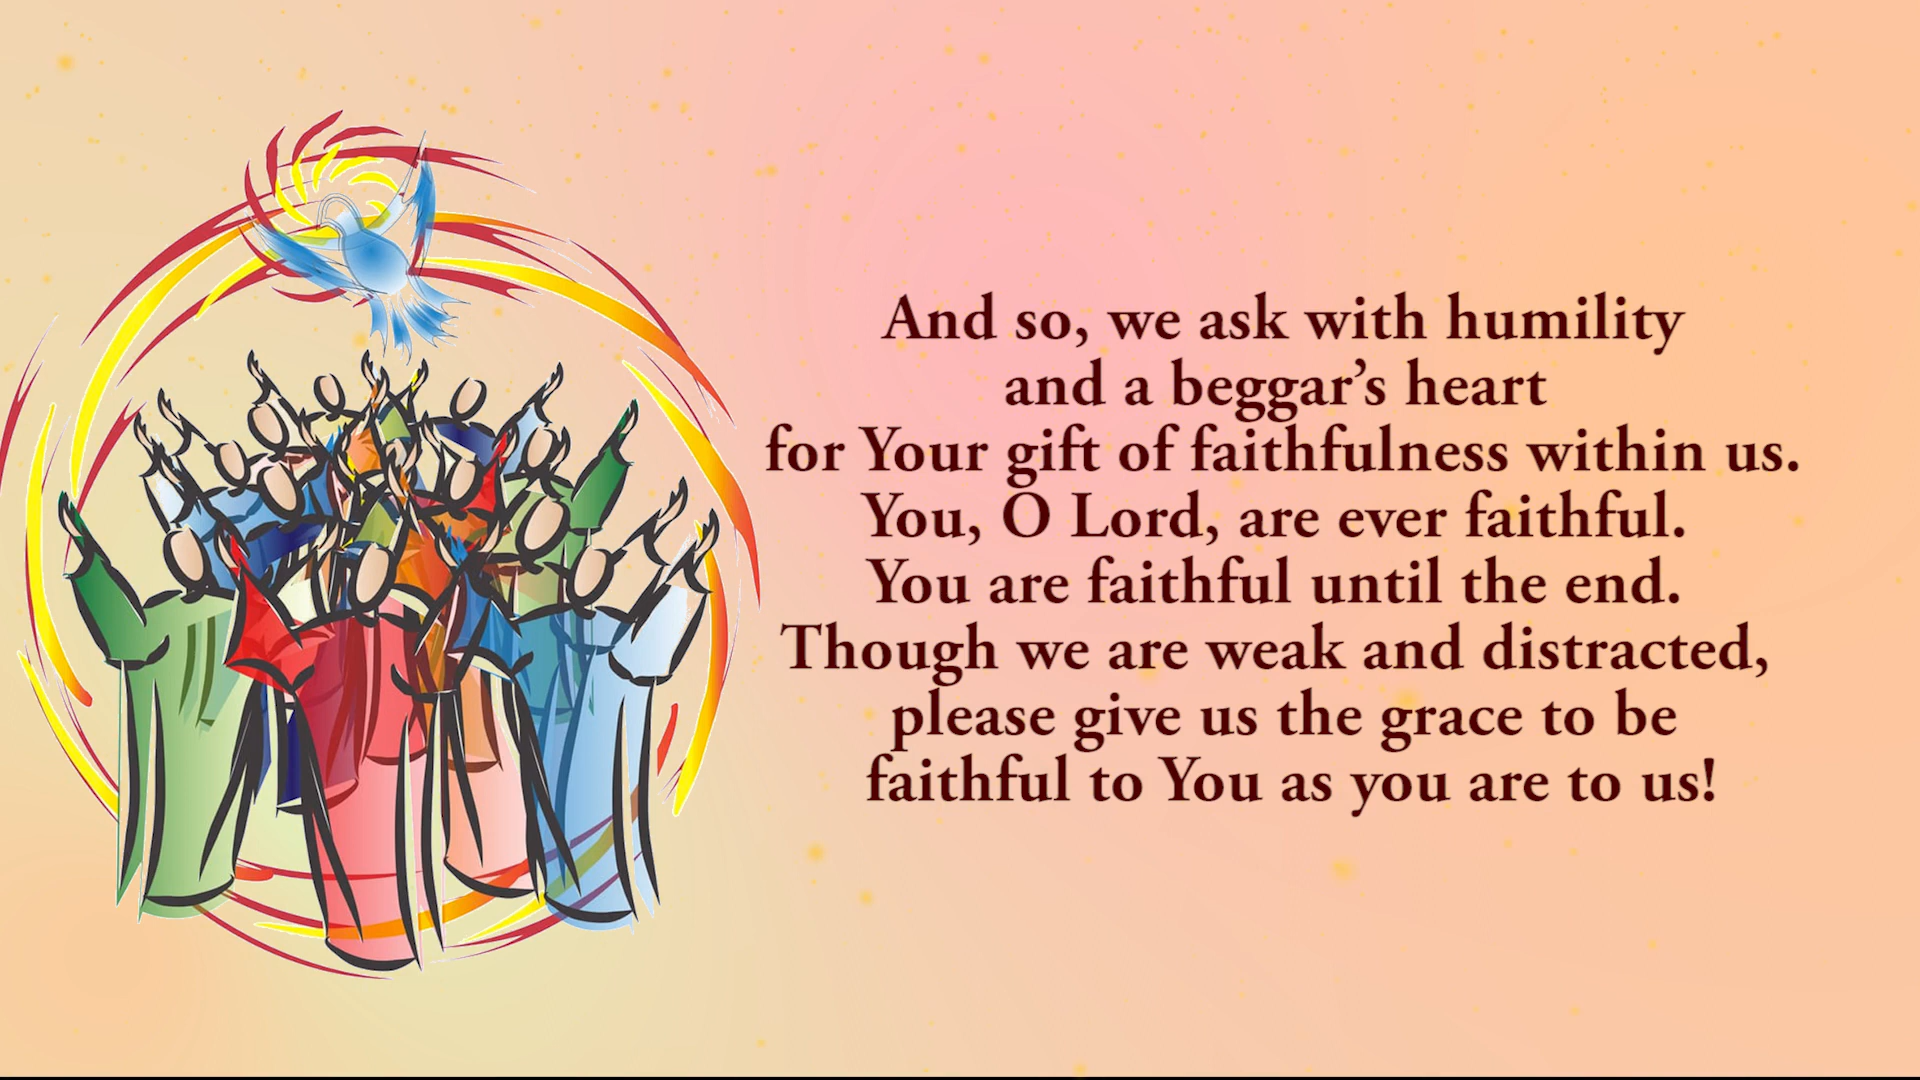 And so, we ask with humility
and a beggar’s heart
for Your gift of faithfulness within us.
You, O Lord, are ever faithful.
You are faithful until the end.
Though we are weak and distracted,
please give us the grace to be
faithful to You as you are to us!